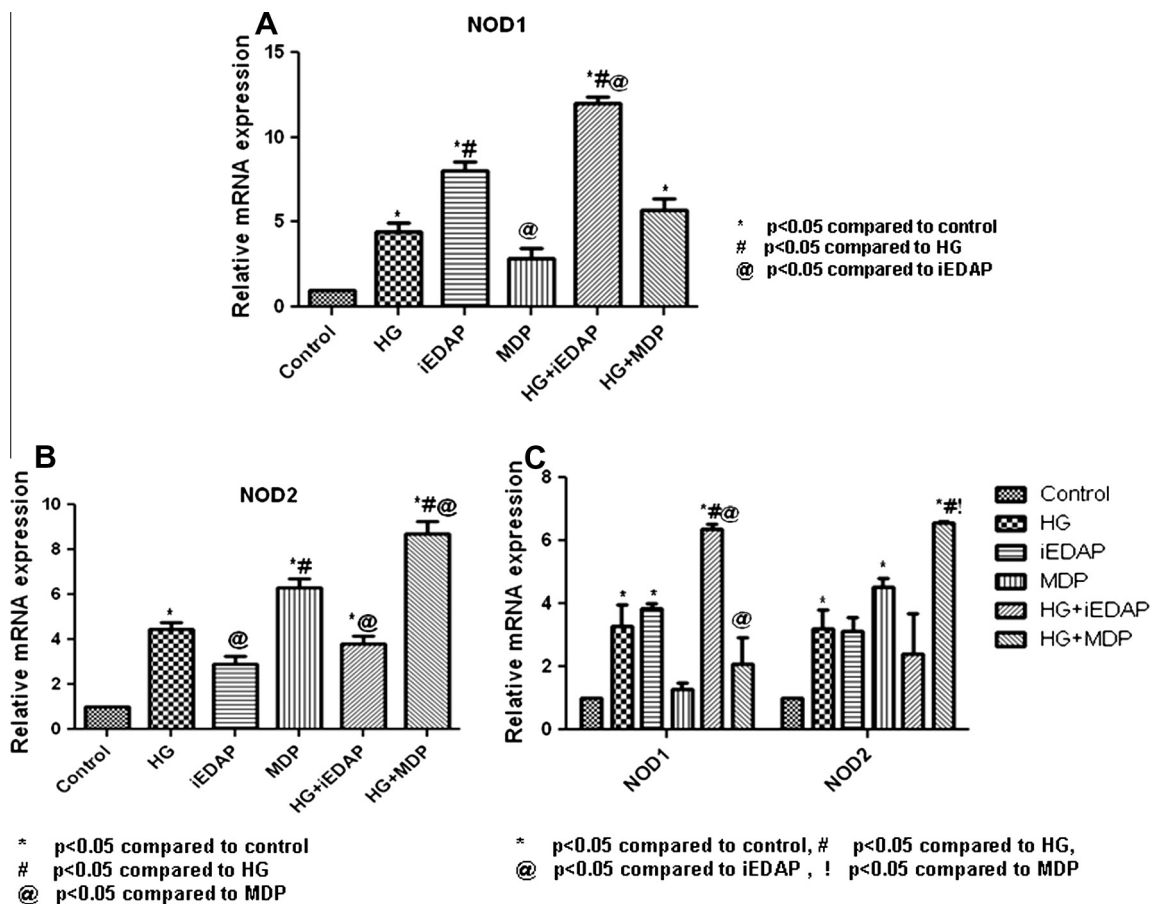 A
NOD1
Relative mRNA expression
15
10
5
0
*
*#
@
*#@
*
Control
HG
iEDAP
MDP
HG+iEDAP
HG+MDP
* p<0.05 compared to control
# p<0.05 compared to HG
@ p<0.05 compared to iEDAP
B
NOD2
Relative mRNA expression
10
8
6
4
2
0
*
@
*#
*@
*#@
Control
HG
iEDAP
MDP
HG+iEDAP
HG+MDP
* p<0.05 compared to control
# p<0.05 compared to HG
@ p<0.05 compared to MDP
C
Relative mRNA expression
8
6
4
2
0
*
*
*#@
@
*
*
*#!
NOD1
NOD2
Control
HG
iEDAP
MDP
HG+iEDAP
HG+MDP
* p<0.05 compared to control, # p<0.05 compared to HG,
@ p<0.05 compared to iEDAP , ! p<0.05 compared to MDP